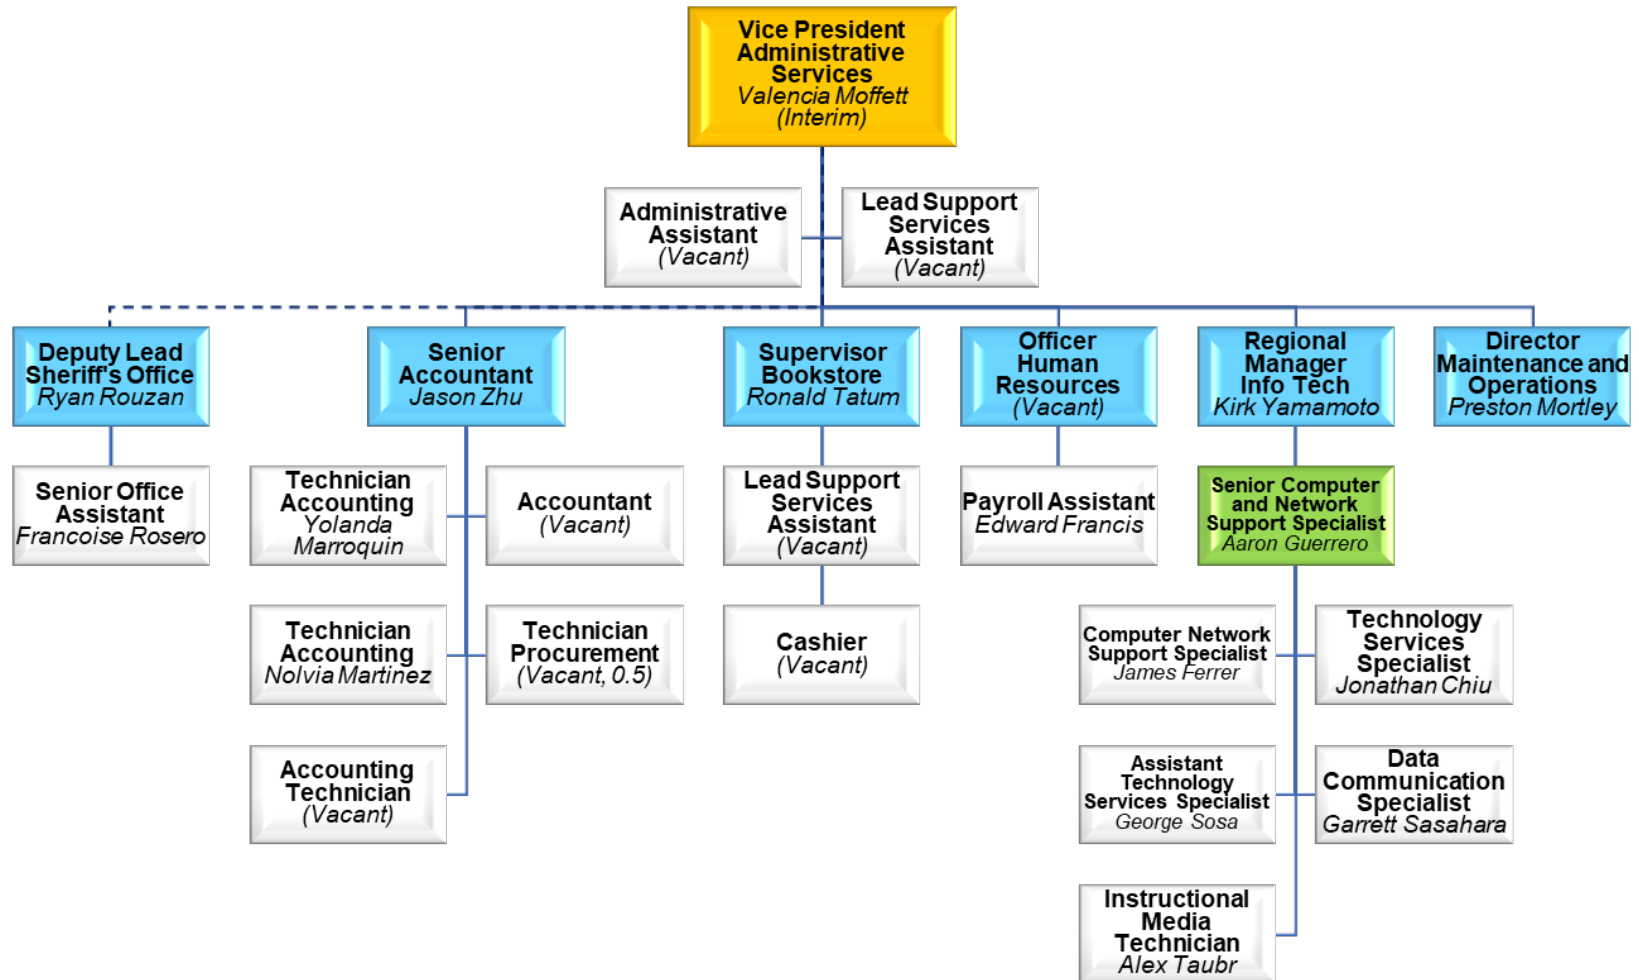 Vice President
Administrative
Services
Valencia Moffett
(Interim)
Administrative
Assistant
(Vacant)
Lead Support
Services
Assistant
(Vacant)
Deputy Lead
Sheriff's Office
Ryan Rouzan
Senior
Accountant
Jason Zhu
Supervisor
Bookstore
Ronald Tatum
Officer
Human
Resources
(Vacant)
Regional
Manager
Info Tech
Kirk Yamamoto
Director
Maintenance and
Operations
Preston Mortley
Senior Office
Assistant
Francoise Rosero
Technician
Accounting
Yolanda
Marroquin
Accountant
(Vacant)
Lead Support
Services
Assistant
(Vacant)
Payroll Assistant
Edward Francis
Senior Computer
and Network
Support Specialist
Aaron Guerrero
Technician
Accounting
Nolvia Martinez
Technician
Procurement
(Vacant, 0.5)
Cashier
(Vacant)
Computer Network
Support Specialist
James Ferrer
Technology
Services
Specialist
Jonathan Chiu
Accounting
Technician
(Vacant)
Assistant
Technology
Services Specialist
George Sosa
Data
Communication
Specialist
Garrett Sasahara
Instructional
Media
Technician
Alex Taubr